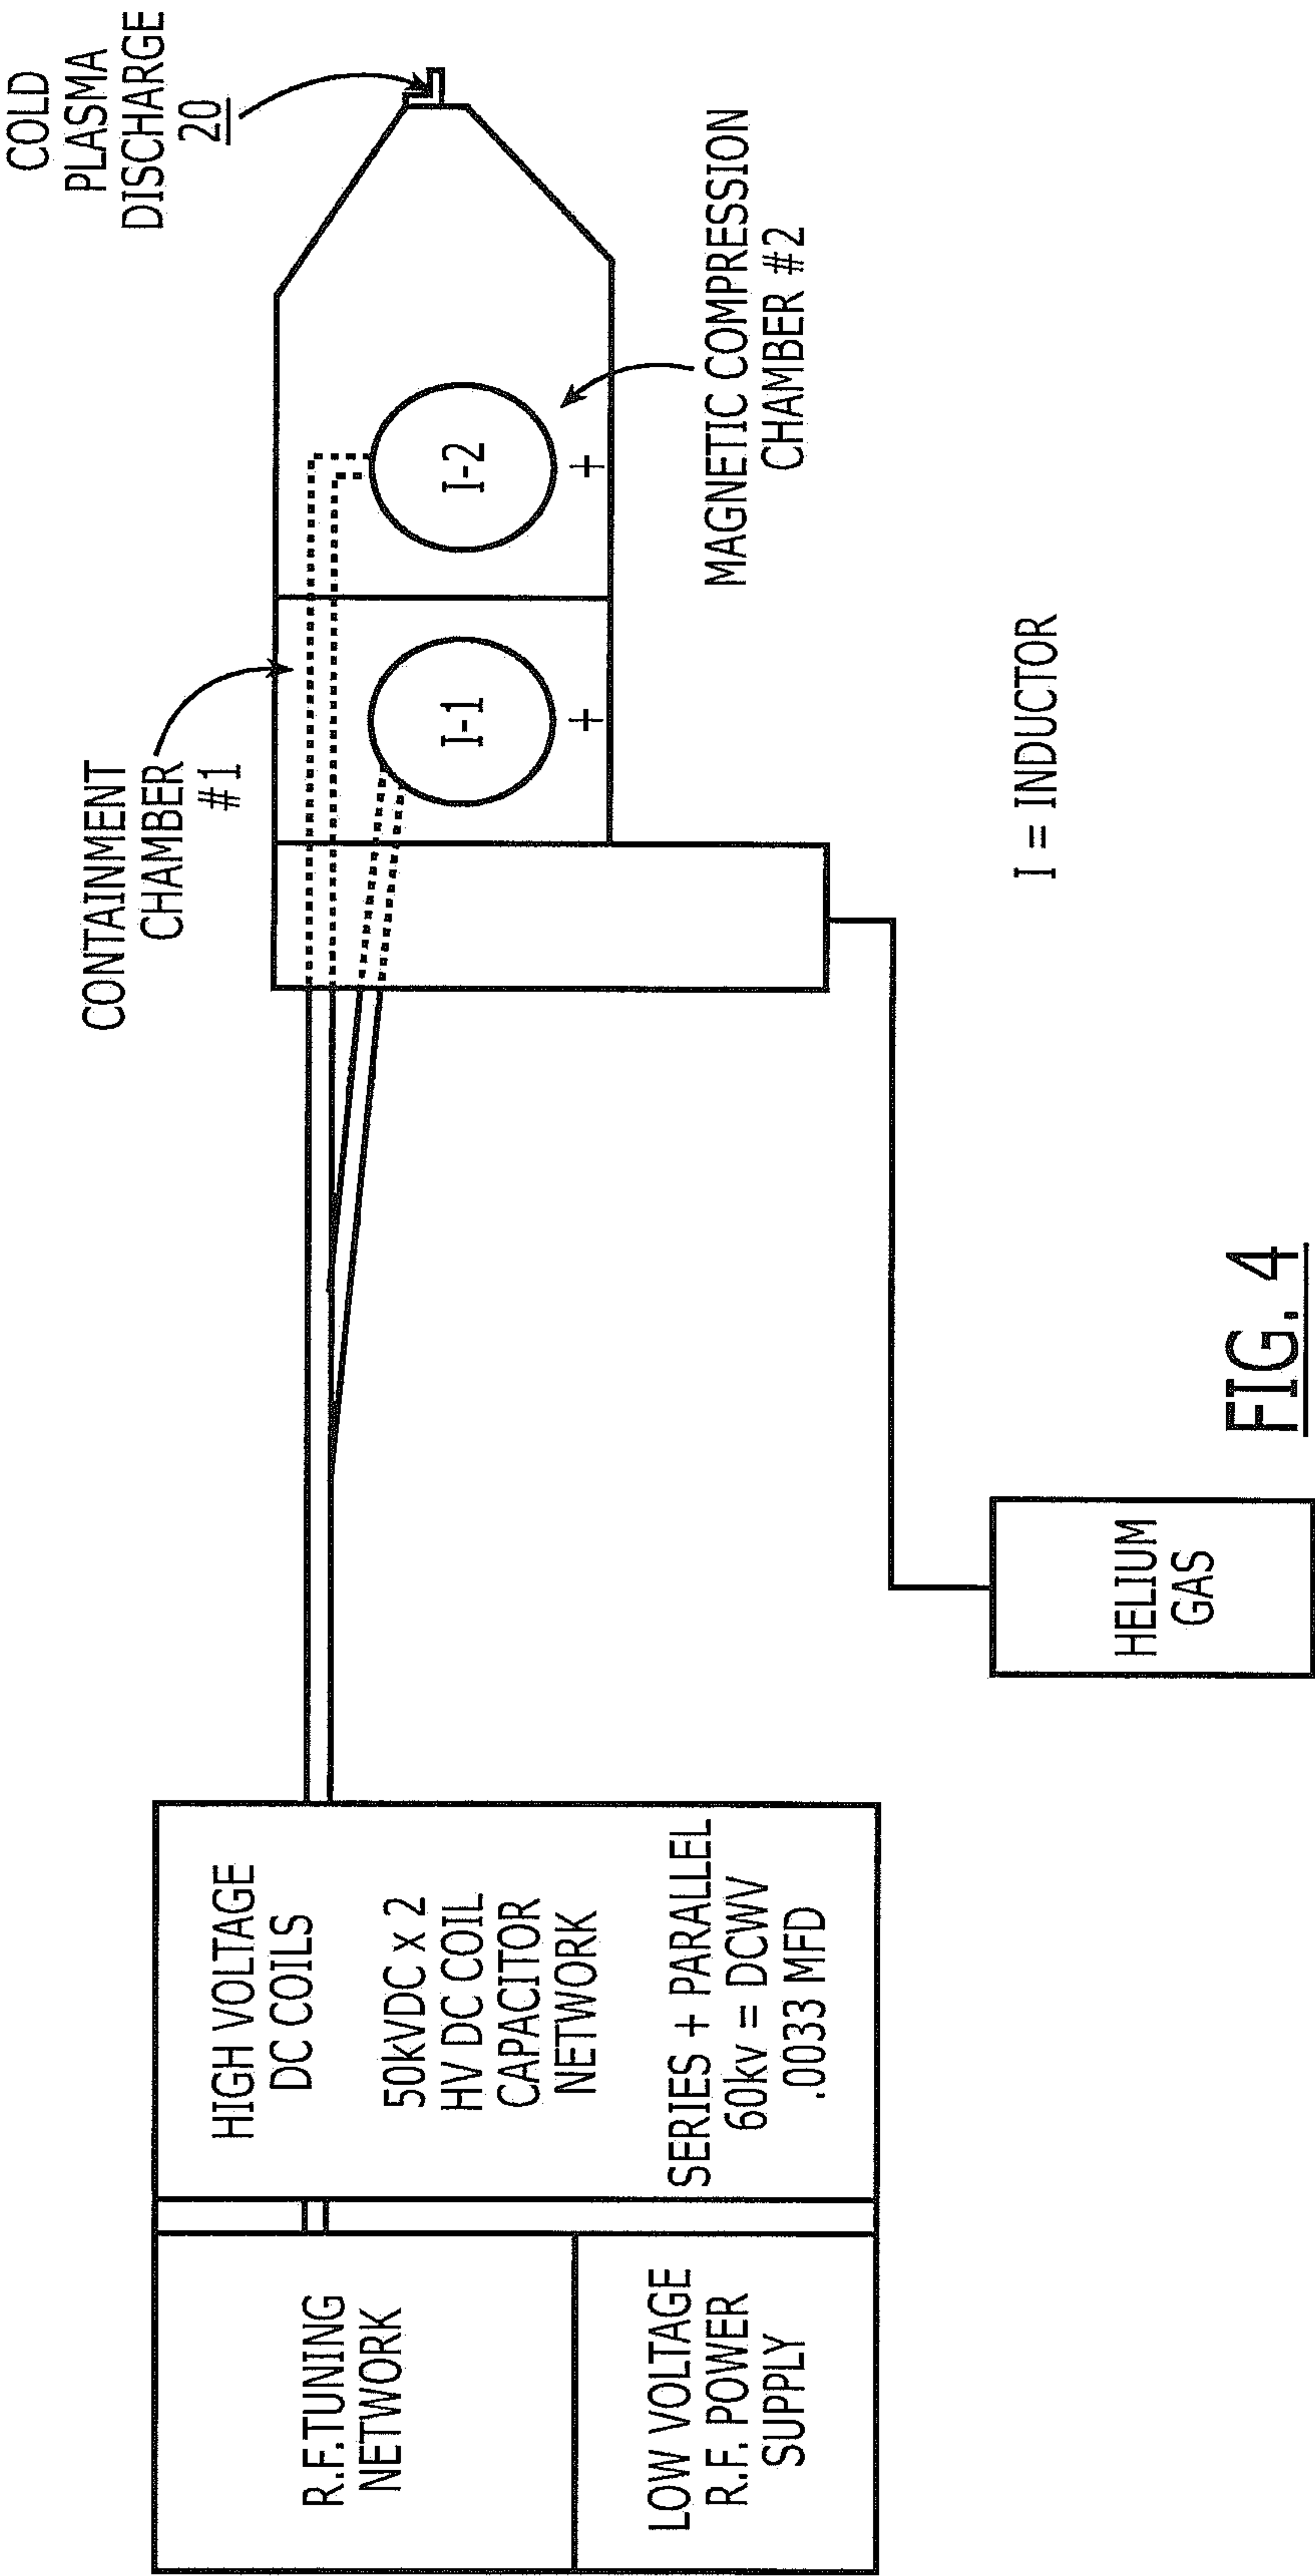 COLD
PLASMA
DISCHARGE
20
CONTAINMENT
CHAMBER
#1
I-1
+
I-2
+
MAGNETIC COMPRESSION
CHAMBER #2
I = INDUCTOR
HIGH VOLTAGE
DC COILS
50kVDC x 2
HV DC COIL
CAPACITOR
NETWORK
SERIES + PARALLEL
60kv = DCWV
.0033 MFD
R.F.TUNING
NETWORK
LOW VOLTAGE
R.F. POWER
SUPPLY
HELIUM
GAS
FIG. 4